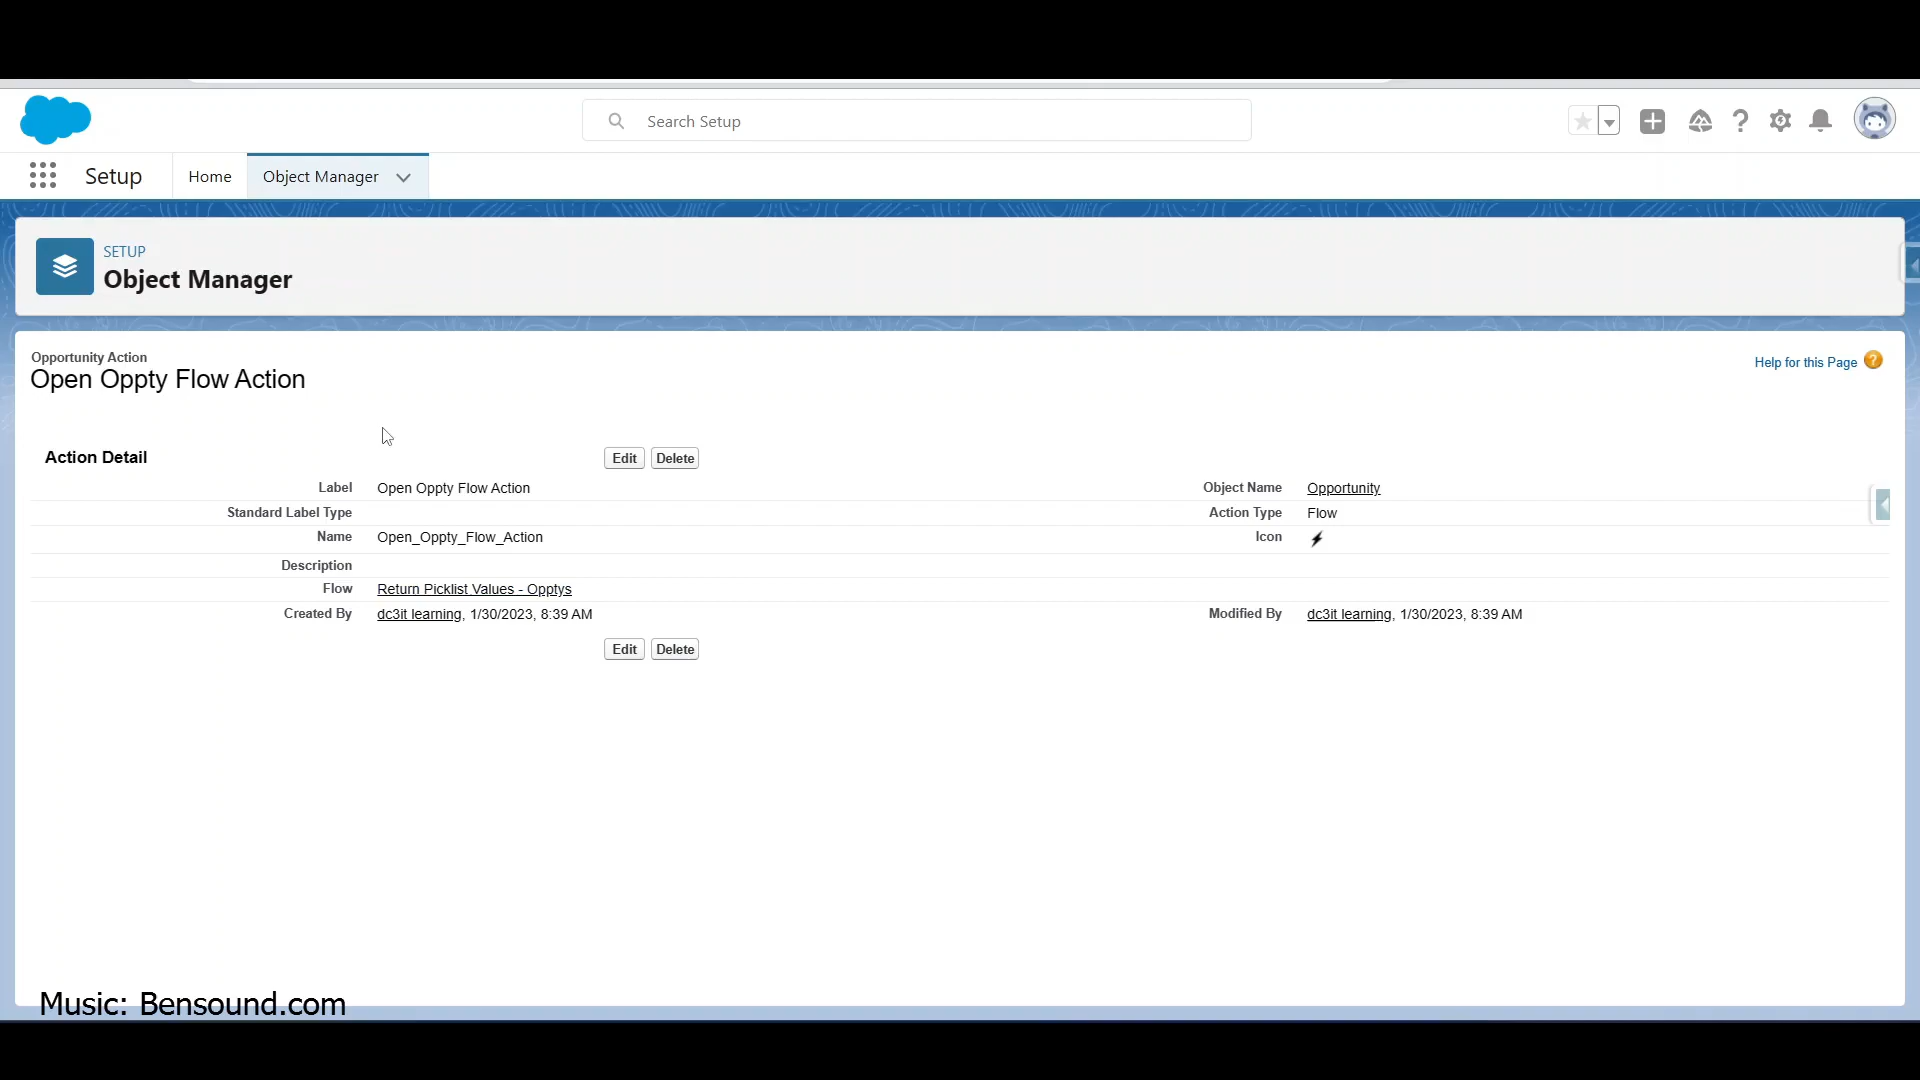 Search Setup
Setup
Home
Object Manager
SETUP
Object Manager
Opportunity Action
Open Oppty Flow Action
Help for this Page
Action Detail
Edit Delete
Label Open Oppty Flow Action
Object Name Opportunity
Standard Label Type
Action Type Flow
Name Open_Oppty_Flow_Action
Icon
Description
Flow Return Picklist Values - Opptys
Created By dc3it learning, 1/30/2023, 8:39 AM
Modified By dc3it learning, 1/30/2023, 8:39 AM
Edit Delete
Music: Bensound.com